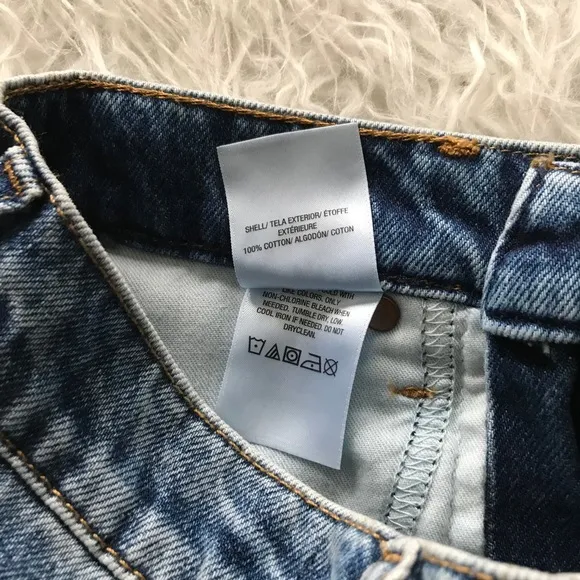 SHELL/ TELA EXTERIOR/ ÉTOFFE
EXTÉRIEURE
100% COTTON/ ALGODÓN/ COTON
WITH
LIKE COLORS. ONLY
NON-CHLORINE BLEACH WHEN
NEEDED. TUMBLE DRY, LOW.
COOL IRON IF NEEDED. DO NOT
DRYCLEAN.